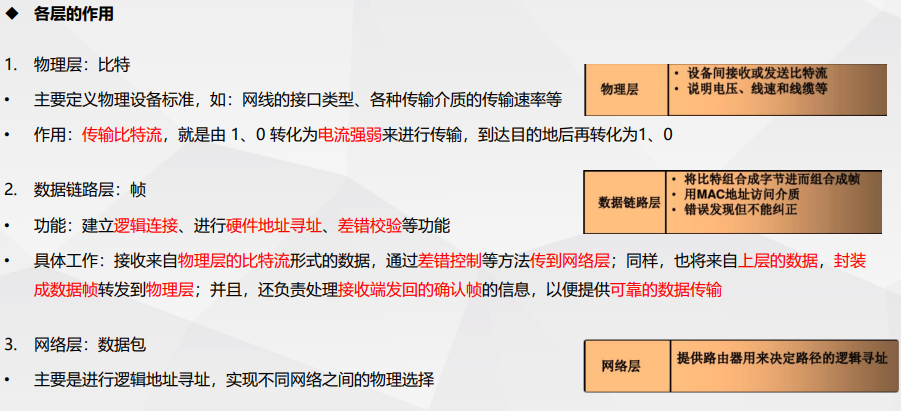 ◆ 各层的作用
1. 物理层：比特
• 主要定义物理设备标准，如：网线的接口类型、各种传输介质的传输速率等
• 作用：传输比特流，就是由 1、0 转化为电流强弱来进行传输，到达目的地后再转化为1、0
物理层
• 设备间接收或发送比特流
• 说明电压、线速和线缆等
2. 数据链路层：帧
• 功能：建立逻辑连接、进行硬件地址寻址、差错校验等功能
• 具体工作：接收来自物理层的比特流形式的数据，通过差错控制等方法传到网络层；同样，也将来自上层的数据，封装
成数据帧转发到物理层；并且，还负责处理接收端发回的确认帧的信息，以便提供可靠的数据传输
数据链路层
• 将比特组合成字节进而组合成帧
• 用MAC地址访问介质
• 错误发现但不能纠正
3. 网络层：数据包
• 主要是进行逻辑地址寻址，实现不同网络之间的物理选择
网络层
提供路由器用来决定路径的逻辑寻址